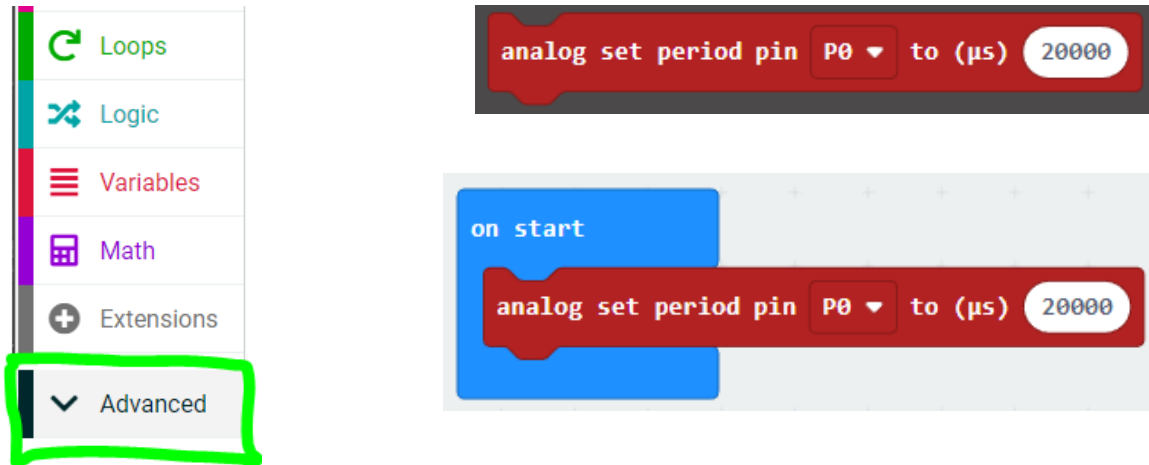 Loops
Logic
Variables
Math
Extensions
Advanced
analog set period pin P0 to (µs) 20000
on start
analog set period pin P0 to (µs) 20000